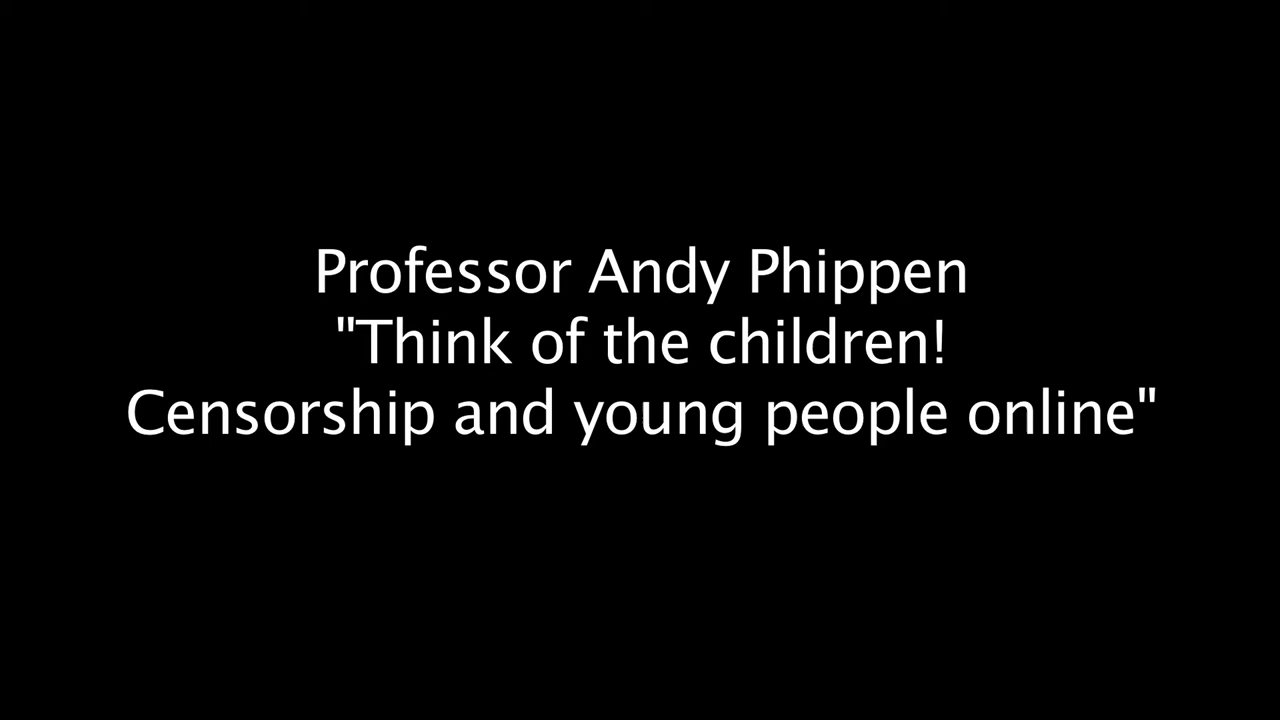 Professor Andy Phippen
"Think of the children!
Censorship and young people online"